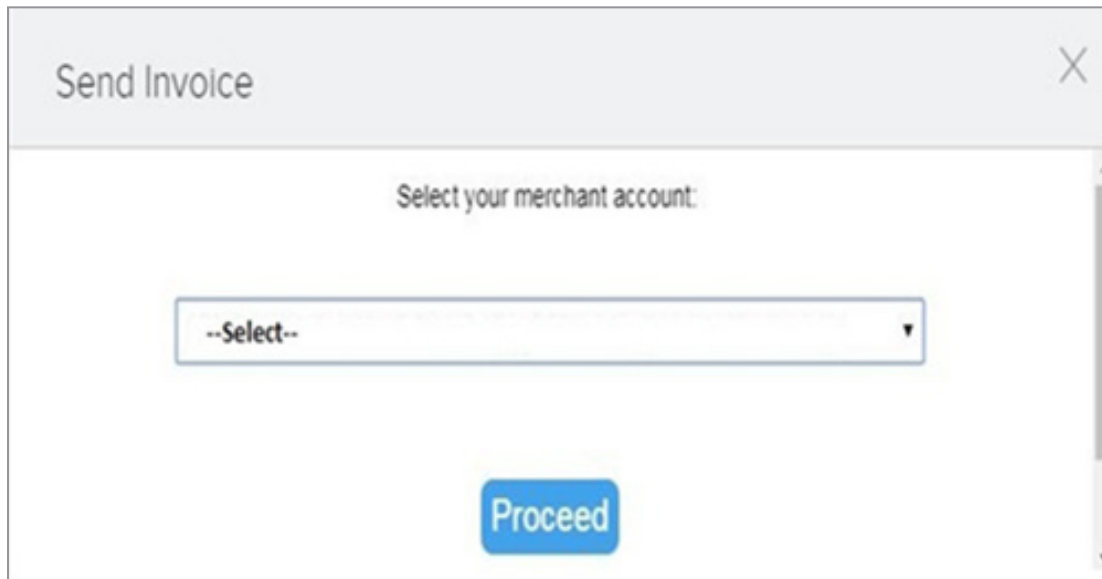 Send Invoice
X
Select your merchant account:
--Select--
Proceed